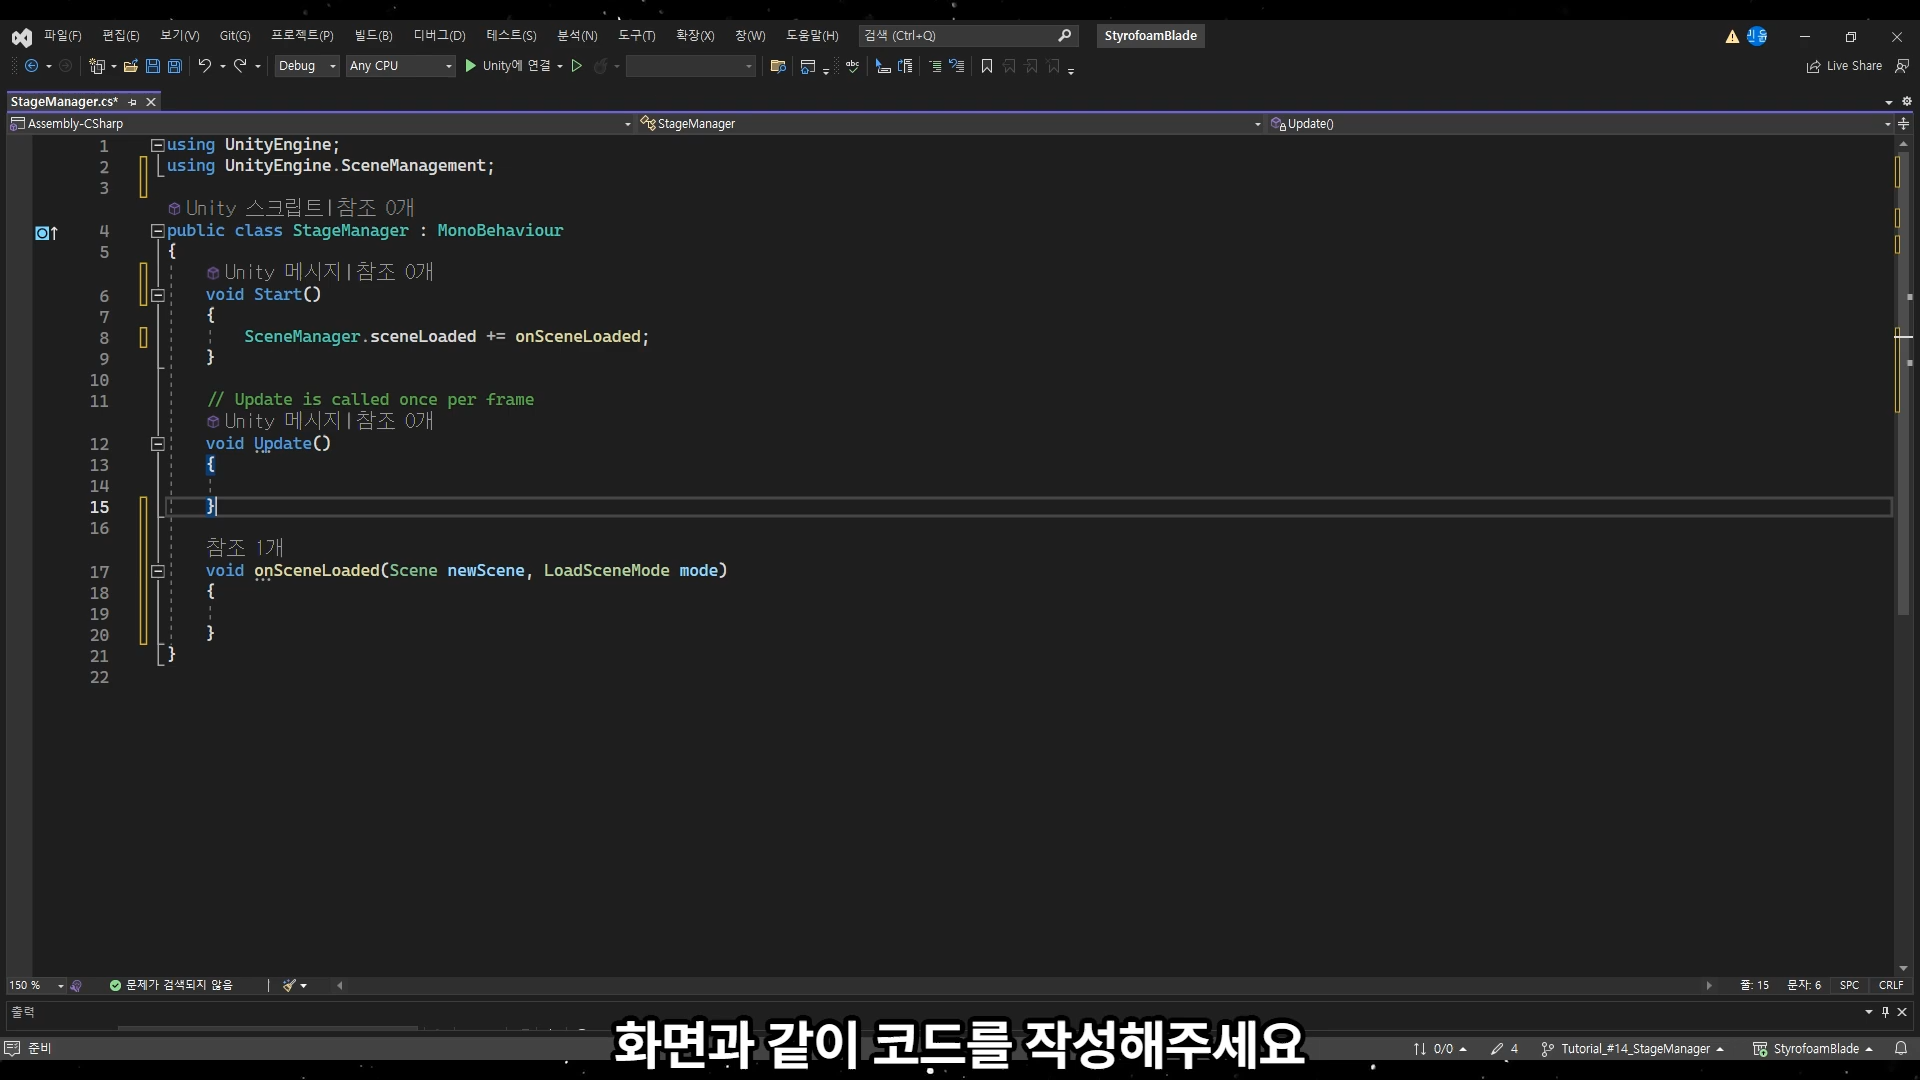 파일(F) 편집(E) 보기(V) Git(G) 프로젝트(P) 빌드(B) 디버그(D) 테스트(S) 분석(N) 도구(T) 확장(X) 창(W) 도움말(H) 검색 (Ctrl+Q) StyrofoamBlade
Debug Any CPU Unity에 연결 Live Share
StageManager.cs*
Assembly-CSharp StageManager Update()
1 using UnityEngine;
2 using UnityEngine.SceneManagement;
3
Unity 스크립트|참조 0개
4 public class StageManager : MonoBehaviour
5 {
Unity 메시지|참조 0개
6 void Start()
7 {
8 SceneManager.sceneLoaded += onSceneLoaded;
9 }
10
11 // Update is called once per frame
Unity 메시지|참조 0개
12 void Update()
13 {
14
15 }
16
참조 1개
17 void onSceneLoaded(Scene newScene, LoadSceneMode mode)
18 {
19
20 }
21 }
22
150 % 문제가 검색되지 않음 줄: 15 문자: 6 SPC CRLF
출력
화면과 같이 코드를 작성해주세요
준비 0/0 4 Tutorial_#14_StageManager StyrofoamBlade